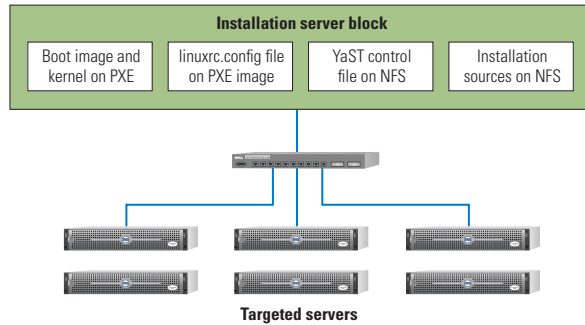 Installation server block
Boot image and
kernel on PXE
linuxrc.config file
on PXE image
YaST control
file on NFS
Installation
sources on NFS
DELL
Targeted servers